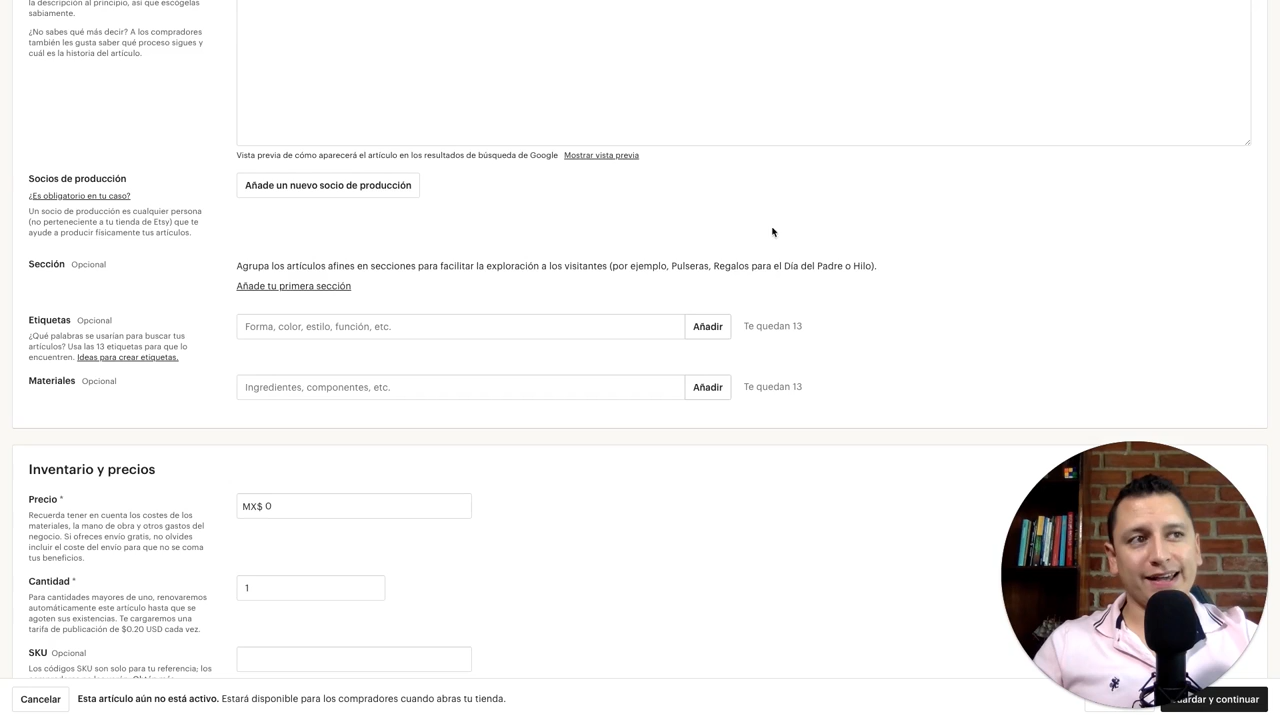 la descripción al principio, así que escógelas
sabiamente.
¿No sabes qué más decir? A los compradores
también les gusta saber qué proceso sigues y
cuál es la historia del artículo.
Vista previa de cómo aparecerá el artículo en los resultados de búsqueda de Google Mostrar vista previa
Socios de producción
¿Es obligatorio en tu caso?
Un socio de producción es cualquier persona
(no perteneciente a tu tienda de Etsy) que te
ayude a producir físicamente tus artículos.
Añade un nuevo socio de producción
Sección Opcional
Agrupa los artículos afines en secciones para facilitar la exploración a los visitantes (por ejemplo, Pulseras, Regalos para el Día del Padre o Hilo).
Añade tu primera sección
Etiquetas Opcional
¿Qué palabras se usarían para buscar tus
artículos? Usa las 13 etiquetas para que lo
encuentren. Ideas para crear etiquetas.
Forma, color, estilo, función, etc. Añadir Te quedan 13
Materiales Opcional
Ingredientes, componentes, etc. Añadir Te quedan 13
Inventario y precios
Precio *
Recuerda tener en cuenta los costes de los
materiales, la mano de obra y otros gastos del
negocio. Si ofreces envío gratis, no olvides
incluir el coste del envío para que no se coma
tus beneficios.
MX$ 0
Cantidad *
Para cantidades mayores de uno, renovaremos
automáticamente este artículo hasta que se
agoten sus existencias. Te cargaremos una
tarifa de publicación de $0.20 USD cada vez.
1
SKU Opcional
Los códigos SKU son solo para tu referencia; los
Cancelar Esta artículo aún no está activo. Estará disponible para los compradores cuando abras tu tienda.
uardar y continuar